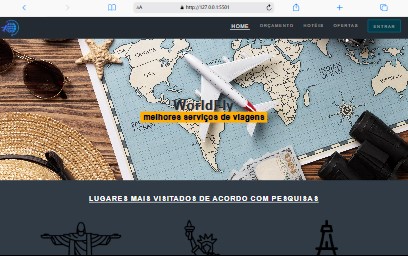 AA http://127.0.0.1:5501
HOME ORÇAMENTO HOTÉIS OFERTAS ENTRAR
WorldFly
melhores serviços de viagens
LUGARES MAIS VISITADOS DE ACORDO COM PESQUISAS